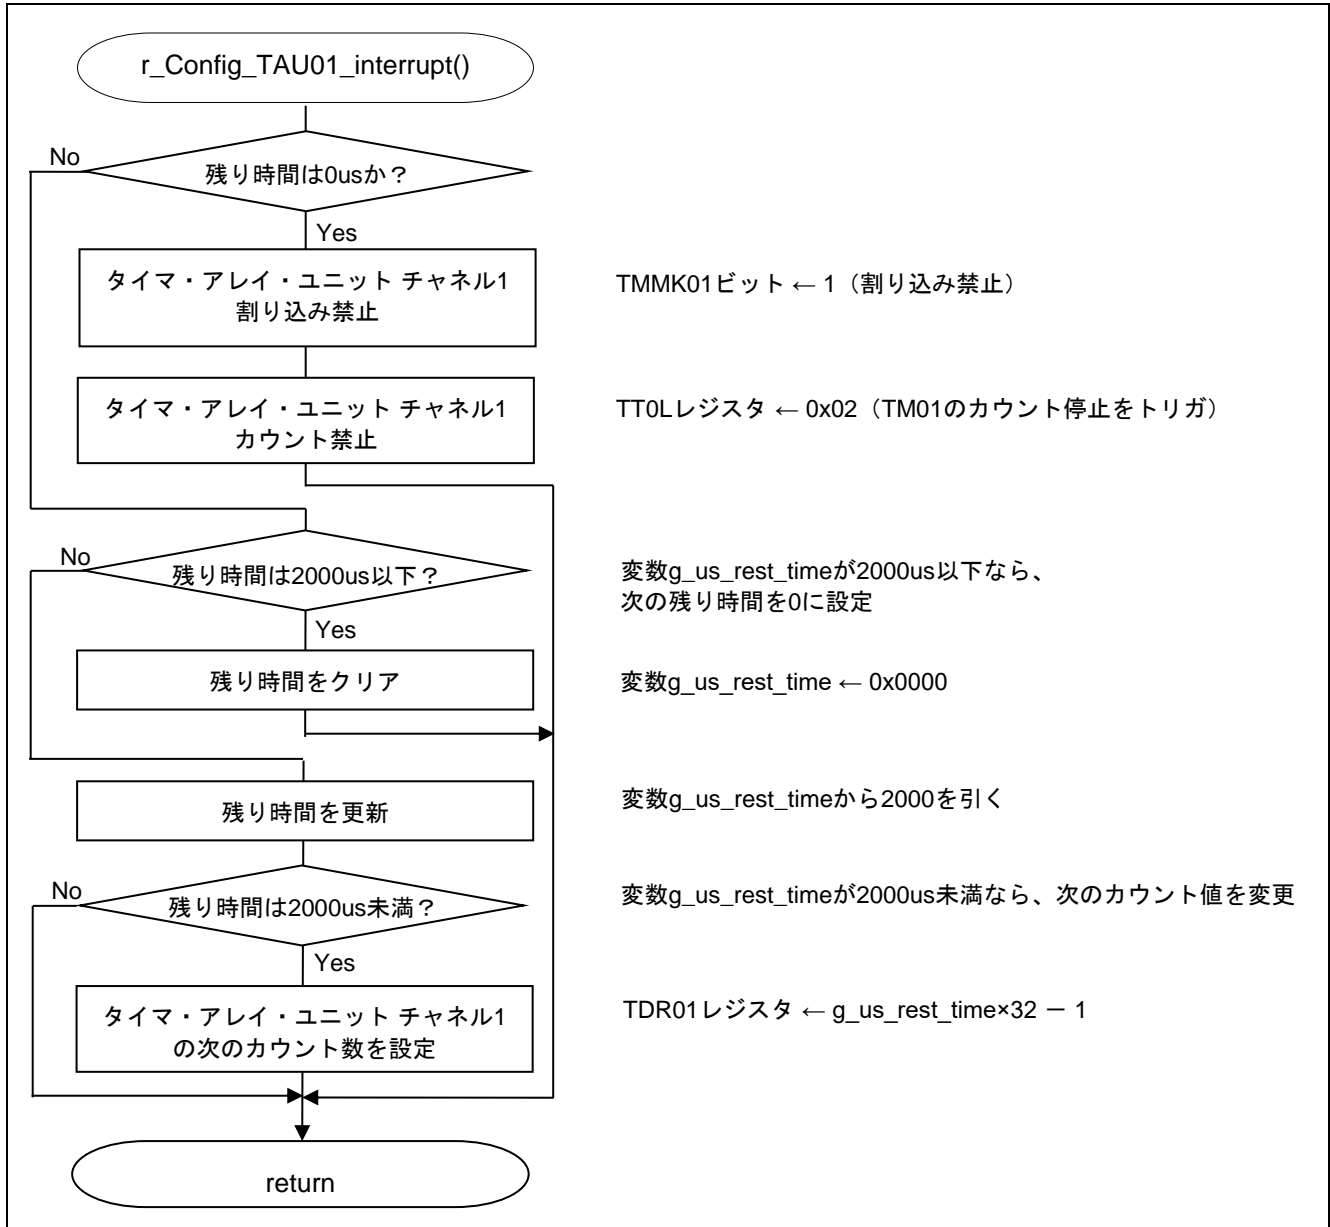 r_Config_TAU01_interrupt()
No
残り時間は0usか？
Yes
タイマ・アレイ・ユニット チャネル1
割り込み禁止
TMMK01ビット ← 1（割り込み禁止）
タイマ・アレイ・ユニット チャネル1
カウント禁止
TT0Lレジスタ ← 0x02（TM01のカウント停止をトリガ）
No
残り時間は2000us以下？
変数g_us_rest_timeが2000us以下なら、
次の残り時間を0に設定
Yes
残り時間をクリア
変数g_us_rest_time ← 0x0000
残り時間を更新
変数g_us_rest_timeから2000を引く
No
残り時間は2000us未満？
変数g_us_rest_timeが2000us未満なら、次のカウント値を変更
Yes
タイマ・アレイ・ユニット チャネル1
の次のカウント数を設定
TDR01レジスタ ← g_us_rest_time×32 － 1
return